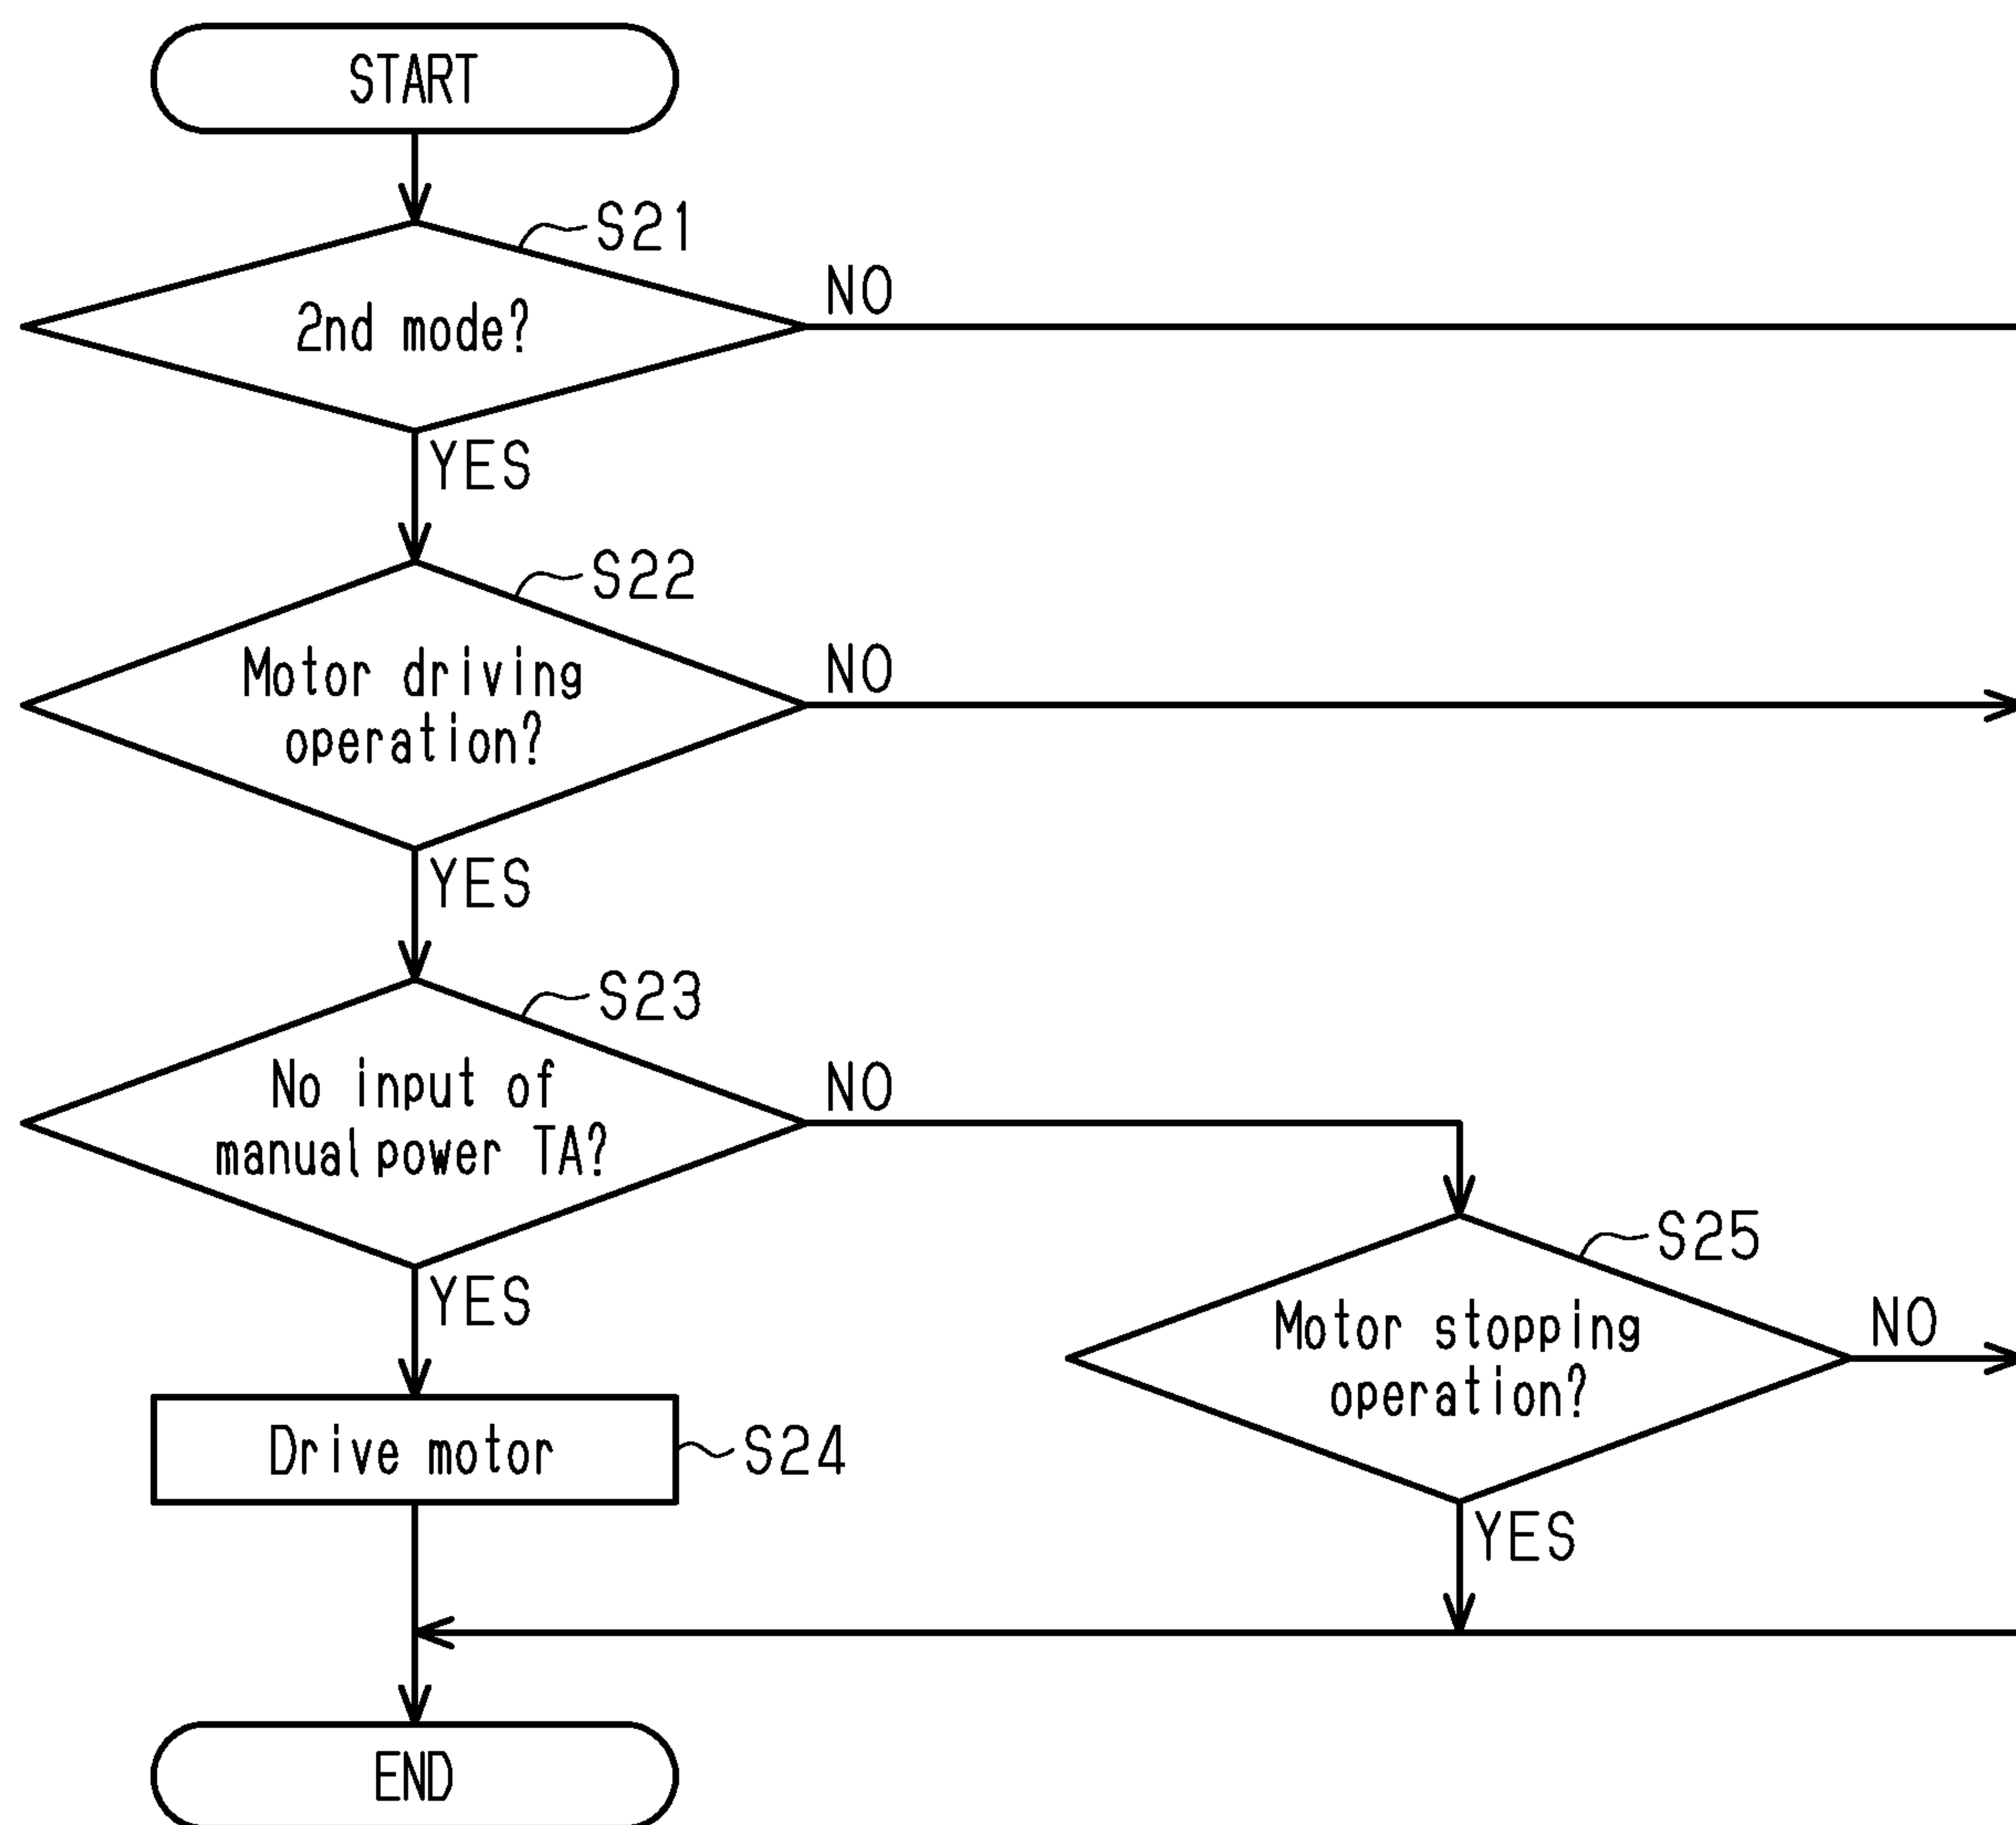 START
S21
2nd mode?
NO
YES
S22
Motor driving
operation?
NO
YES
S23
No input of
manual power TA?
NO
YES
S25
Motor stopping
operation?
NO
YES
Drive motor
S24
END